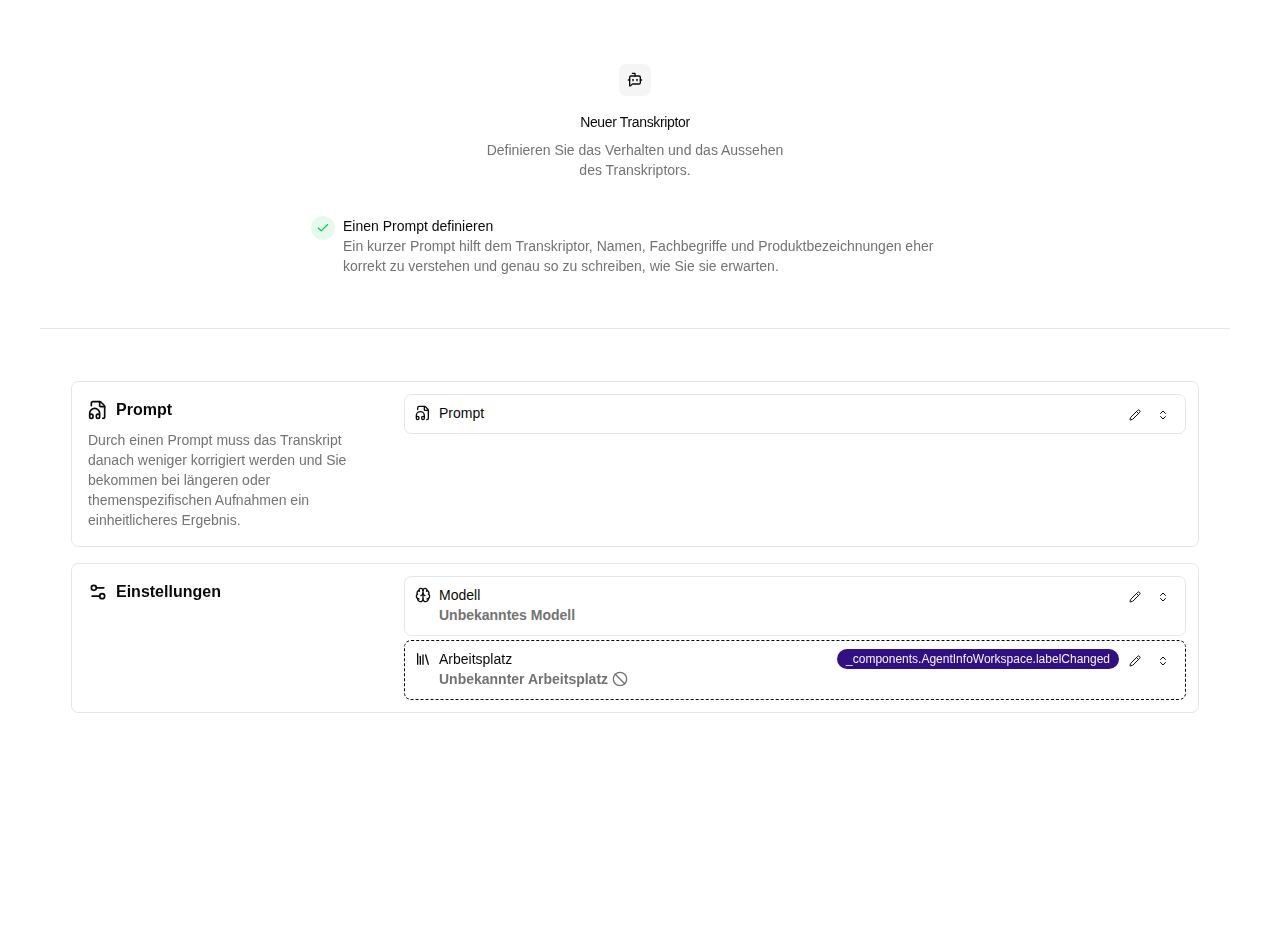 Neuer Transkriptor
Definieren Sie das Verhalten und das Aussehen
des Transkriptors.
Einen Prompt definieren
Ein kurzer Prompt hilft dem Transkriptor, Namen, Fachbegriffe und Produktbezeichnungen eher
korrekt zu verstehen und genau so zu schreiben, wie Sie sie erwarten.
Prompt
Durch einen Prompt muss das Transkript
danach weniger korrigiert werden und Sie
bekommen bei längeren oder
themenspezifischen Aufnahmen ein
einheitlicheres Ergebnis.
Prompt
Einstellungen
Modell
Unbekanntes Modell
Arbeitsplatz
_components.AgentInfoWorkspace.labelChanged
Unbekannter Arbeitsplatz